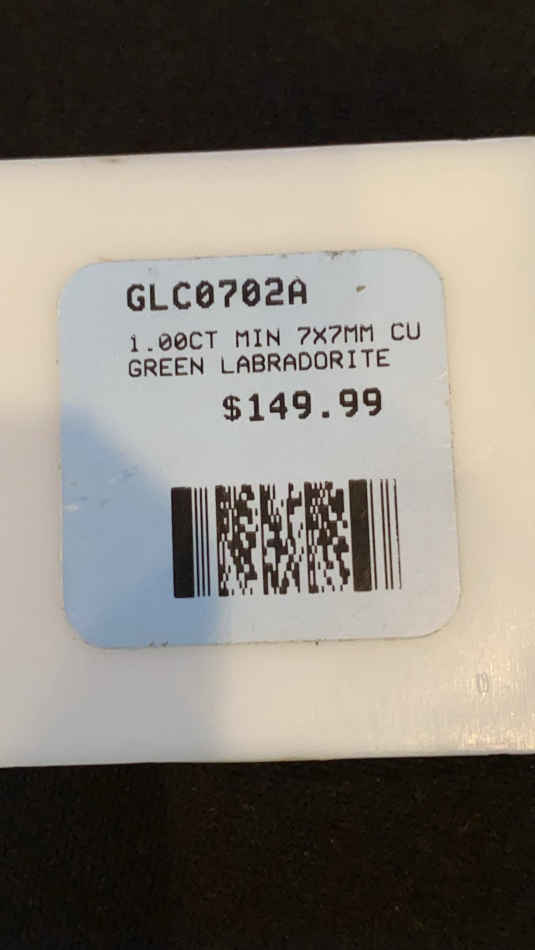 GLC0702A
1.00CT MIN 7X7MM CU
GREEN LABRADORITE
$149.99